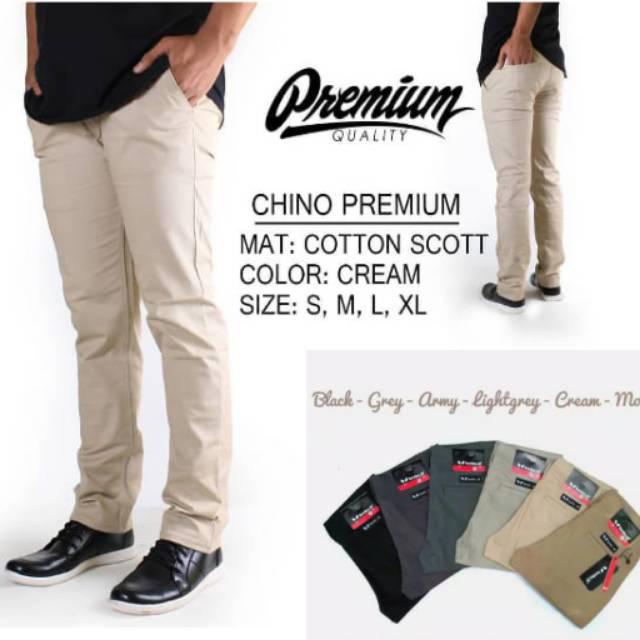 Premium
QUALITY
CHINO PREMIUM
MAT: COTTON SCOTT
COLOR: CREAM
SIZE: S, M, L, XL
Black - Grey - Army - Lightgrey - Cream - Mo